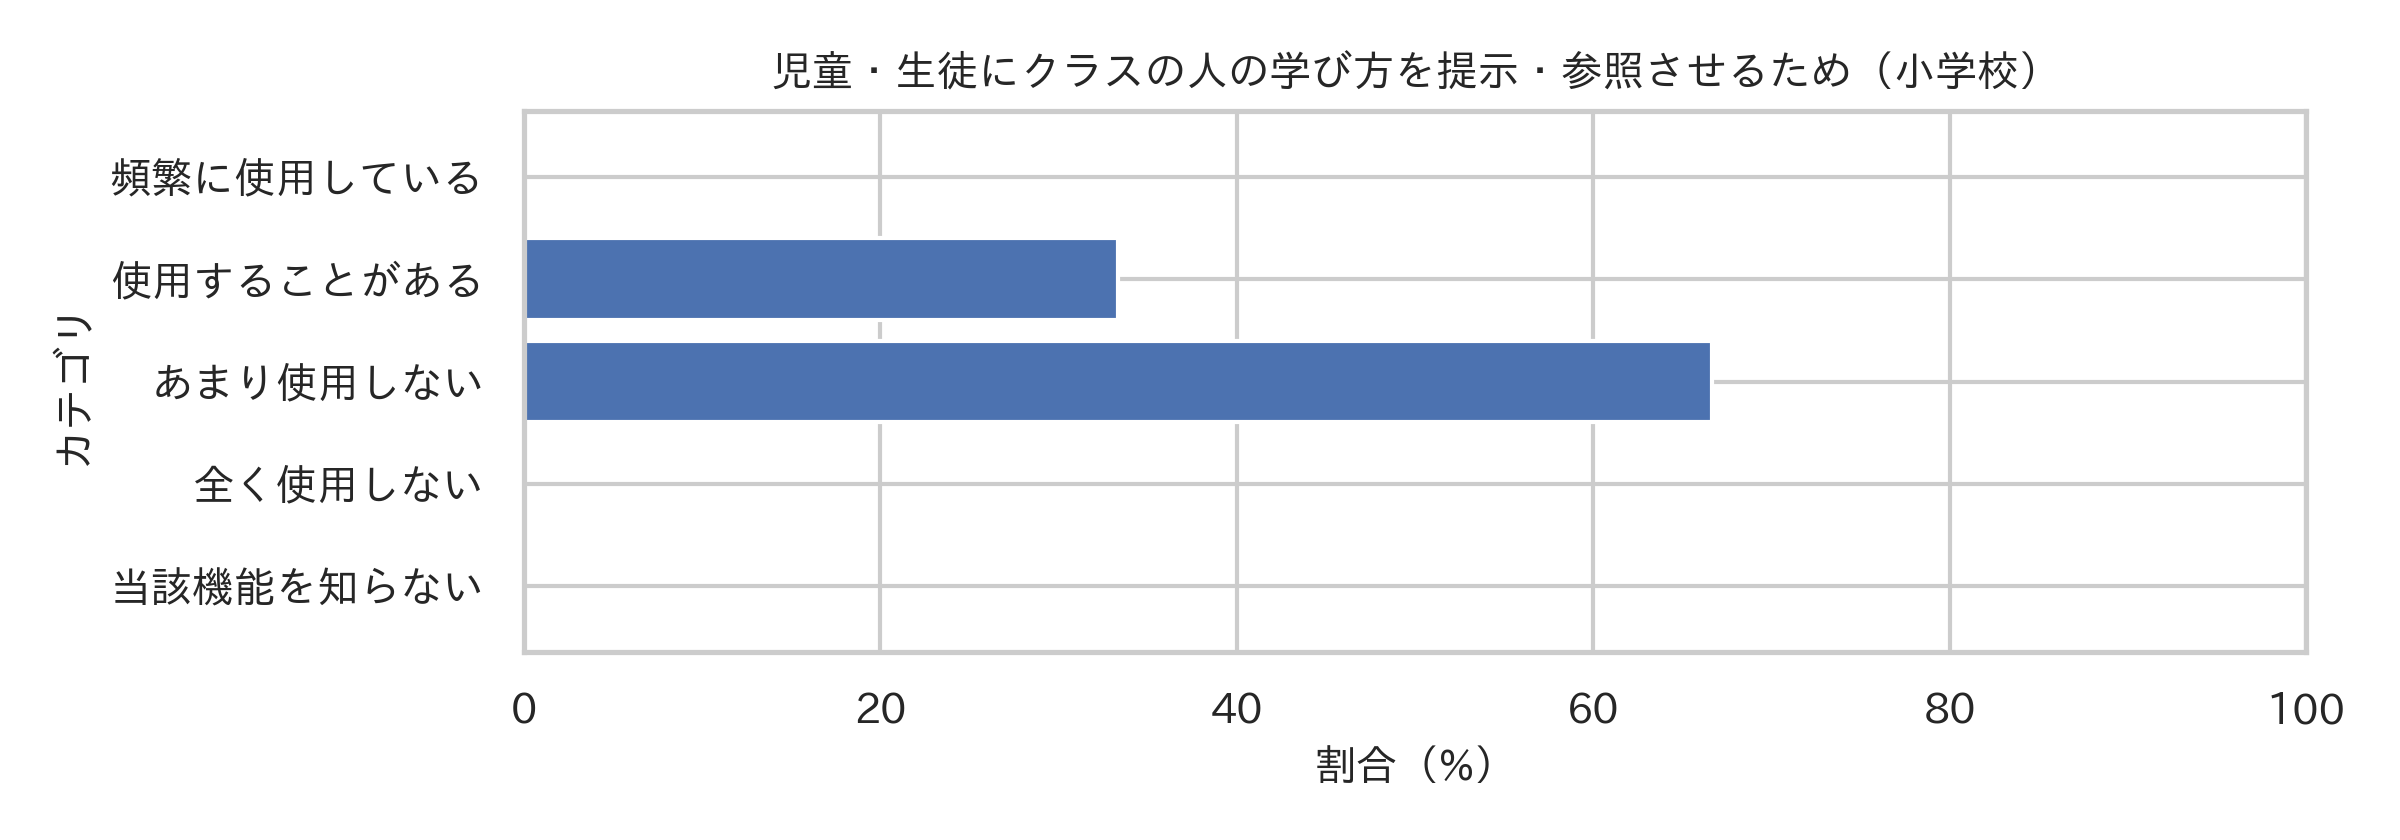 児童・生徒にクラスの人の学び方を提示・参照させるため（小学校）
カテゴリ
頻繁に使用している
使用することがある
あまり使用しない
全く使用しない
当該機能を知らない
0 20 40 60 80 100
割合（%）